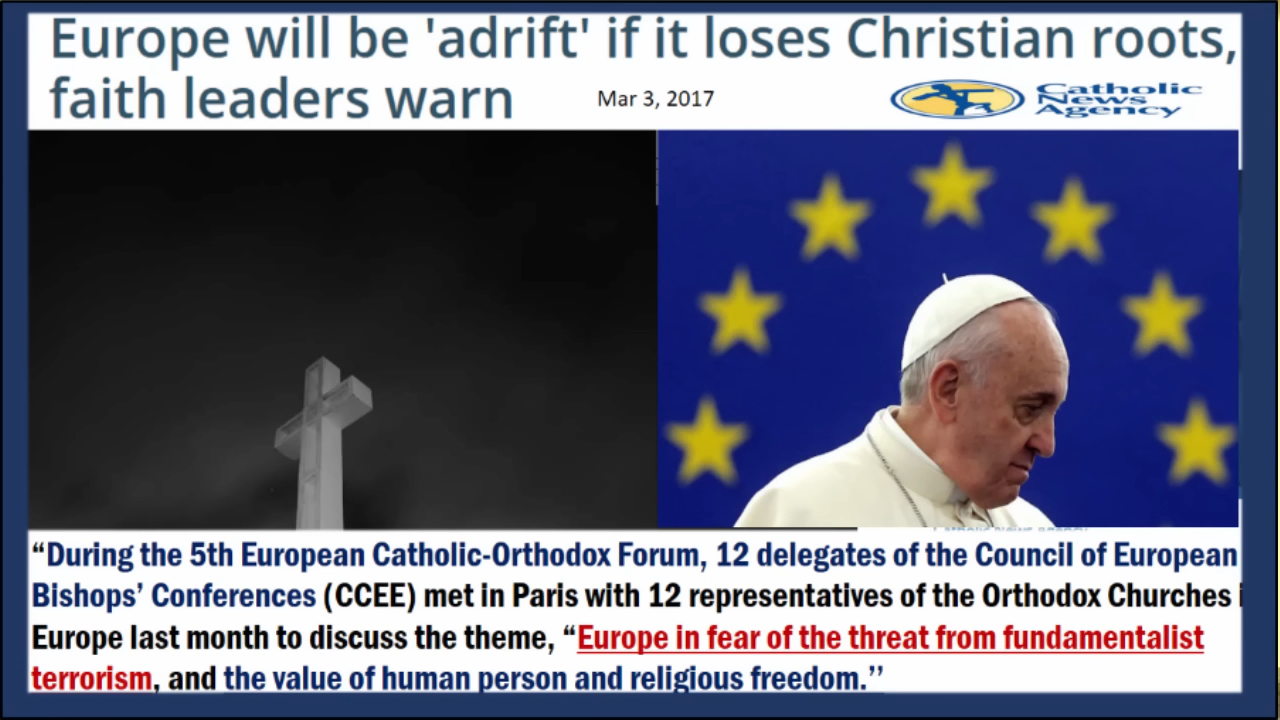 Europe will be 'adrift' if it loses Christian roots,
faith leaders warn
Mar 3, 2017
Catholic
News
Agency
“During the 5th European Catholic-Orthodox Forum, 12 delegates of the Council of European
Bishops’ Conferences (CCEE) met in Paris with 12 representatives of the Orthodox Churches
Europe last month to discuss the theme, “Europe in fear of the threat from fundamentalist
terrorism, and the value of human person and religious freedom.’’